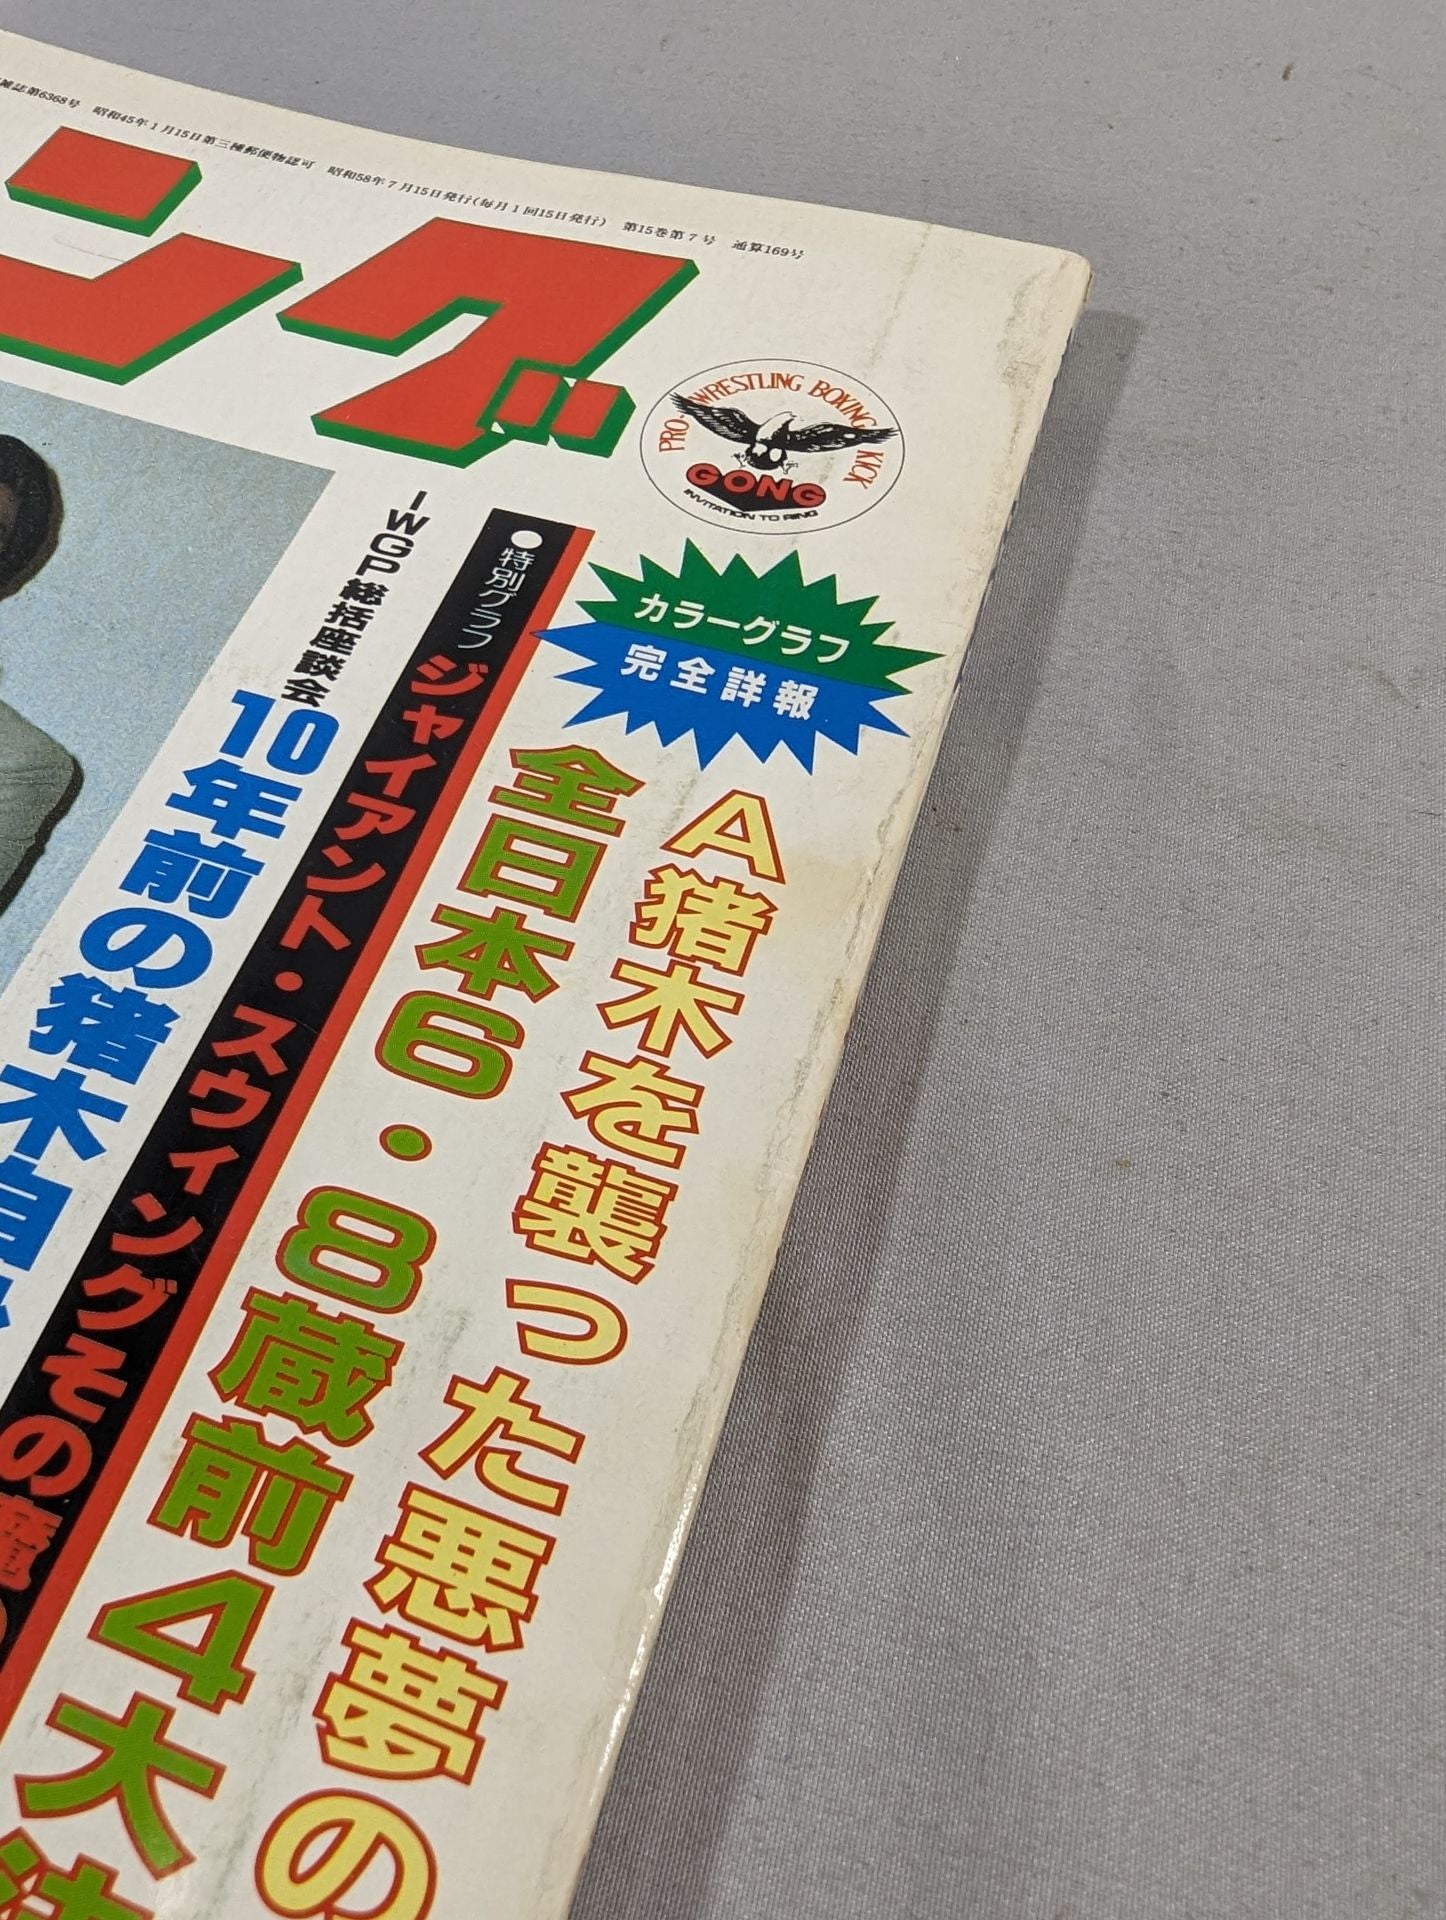 雑誌第6368号 昭和45年1月15日第三種郵便物認可 昭和58年7月15日発行(毎月1回15日発行) 第15巻第7号 通算169号
ング
PRO-WRESTLING BOXING KICK
GONG
INVITATION TO RING
カラーグラフ
完全詳報
A猪木を襲った悪夢の
全日本6・8蔵前4大
●特別グラフ
ジャイアント・スウィングその魔の
IWGP総括座談会
10年前の猪木自身